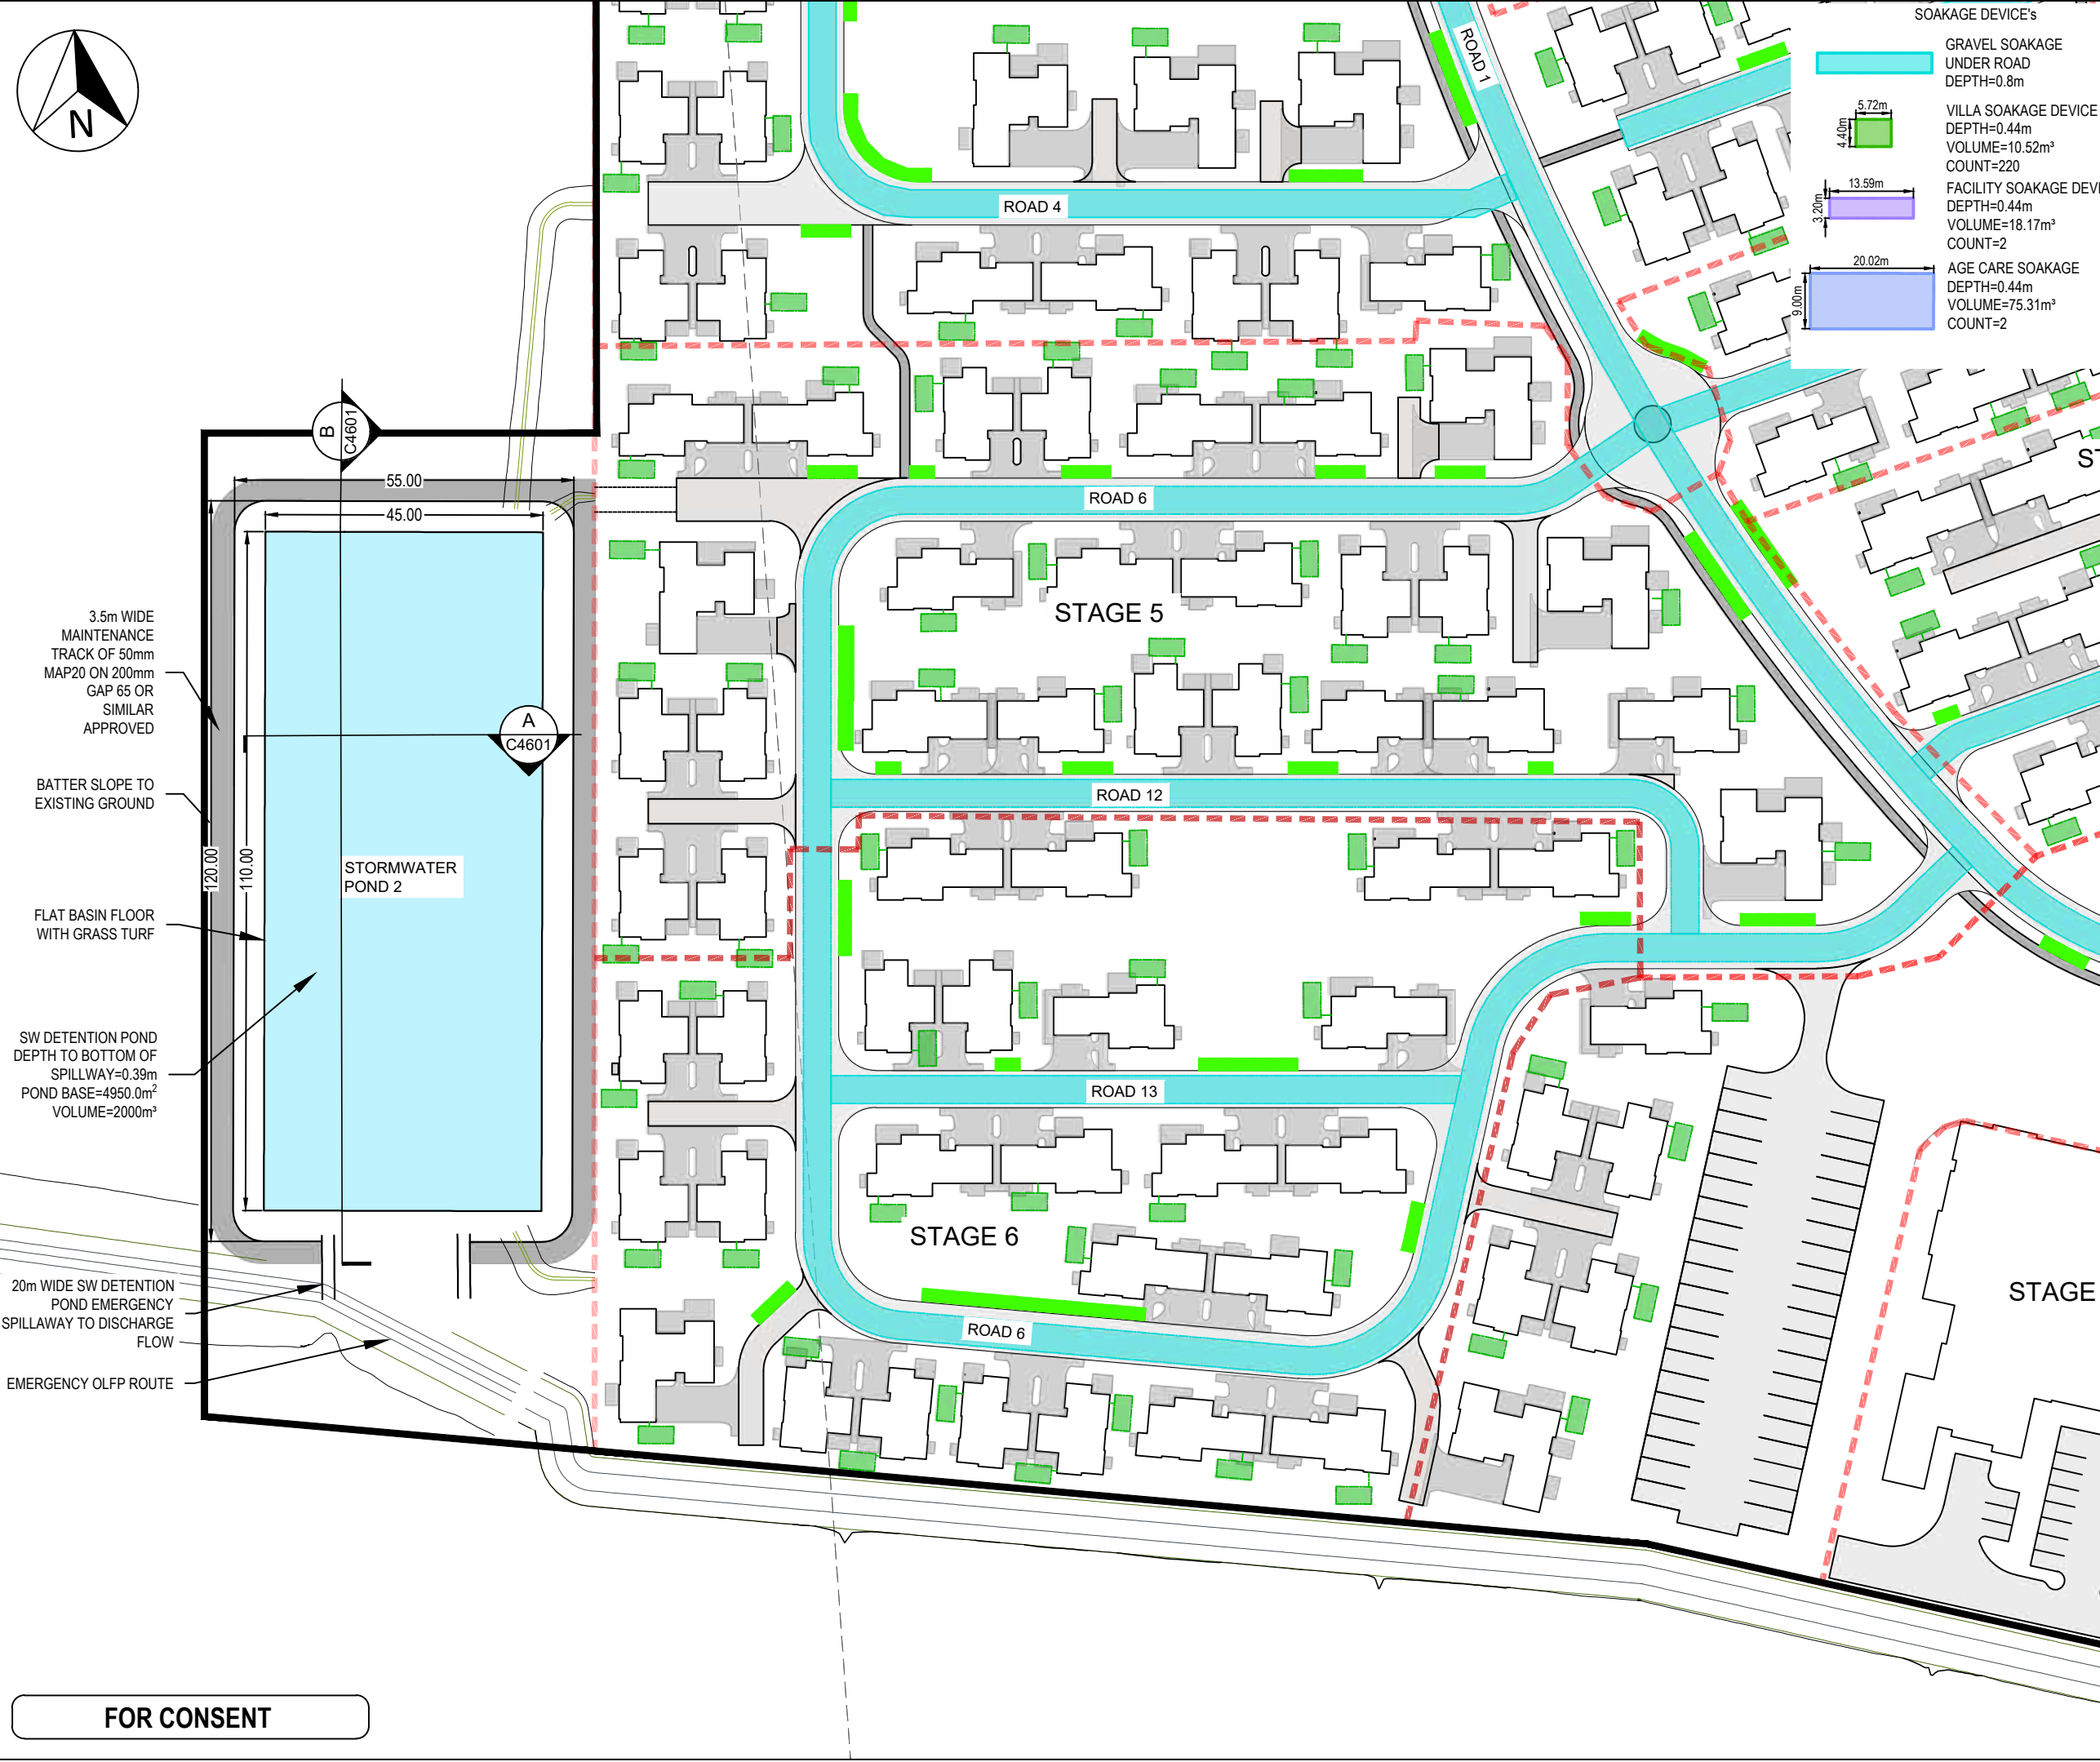 N
SOAKAGE DEVICE's
GRAVEL SOAKAGE
UNDER ROAD
DEPTH=0.8m
5.72m
4.40m
VILLA SOAKAGE DEVICE
DEPTH=0.44m
VOLUME=10.52m³
COUNT=220
13.59m
3.20m
FACILITY SOAKAGE DEVI
DEPTH=0.44m
VOLUME=18.17m³
COUNT=2
20.02m
9.00m
AGE CARE SOAKAGE
DEPTH=0.44m
VOLUME=75.31m³
COUNT=2
ROAD 1
ROAD 4
B
C4601
55.00
45.00
ROAD 6
ST
STAGE 5
3.5m WIDE
MAINTENANCE
TRACK OF 50mm
MAP20 ON 200mm
GAP 65 OR
SIMILAR
APPROVED
A
C4601
BATTER SLOPE TO
EXISTING GROUND
ROAD 12
120.00
110.00
STORMWATER
POND 2
FLAT BASIN FLOOR
WITH GRASS TURF
SW DETENTION POND
DEPTH TO BOTTOM OF
SPILLWAY=0.39m
POND BASE=4950.0m²
VOLUME=2000m³
ROAD 13
STAGE 6
STAGE
20m WIDE SW DETENTION
POND EMERGENCY
SPILLAWAY TO DISCHARGE
FLOW
ROAD 6
EMERGENCY OLFP ROUTE
FOR CONSENT